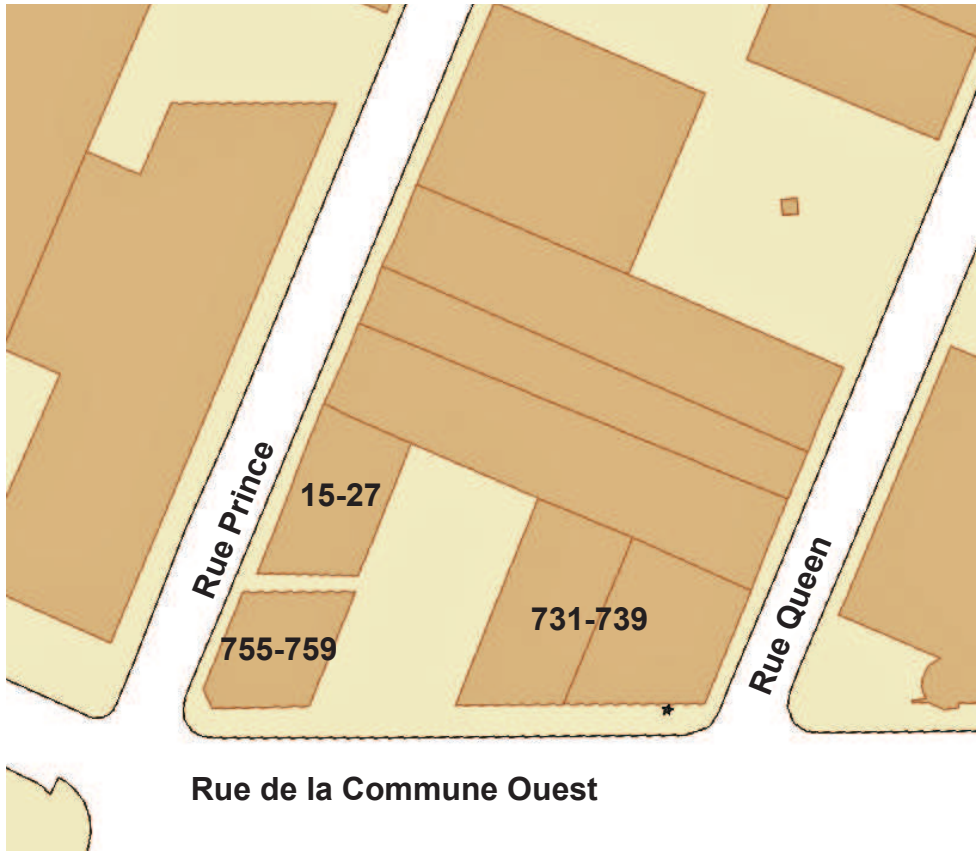 15-27
Rue Prince
731-739
Rue Queen
755-759
Rue de la Commune Ouest